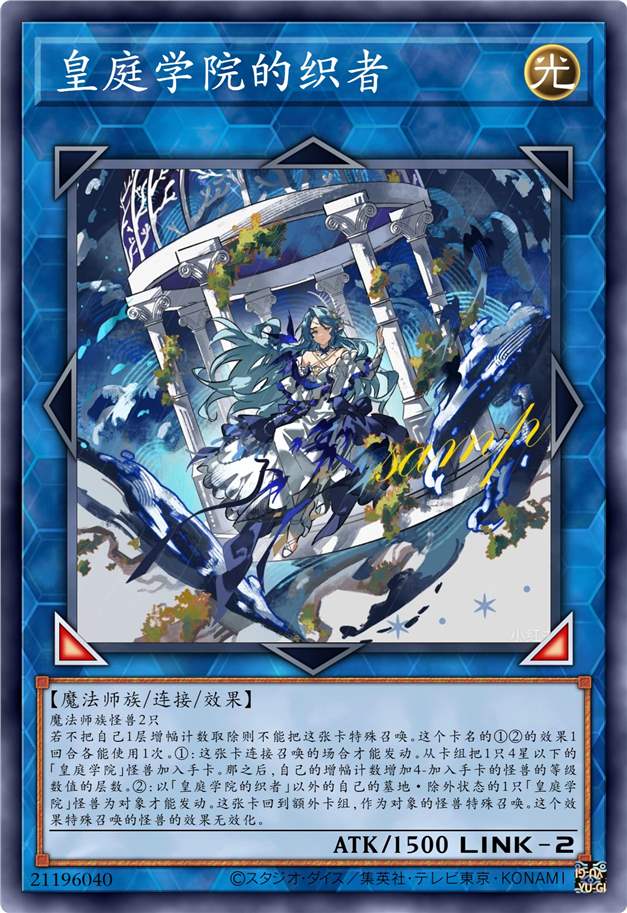 皇庭学院的织者
光
samp
小红
【魔法师族/连接/效果】
魔法师族怪兽2只
若不把自己1层增幅计数取除则不能把这张卡特殊召唤。这个卡名的①②的效果1
回合各能使用1次。①：这张卡连接召唤的场合才能发动。从卡组把1只4星以下的
「皇庭学院」怪兽加入手卡。那之后，自己的增幅计数增加4-加入手卡的怪兽的等级
数值的层数。②：以「皇庭学院的织者」以外的自己的墓地・除外状态的1只「皇庭学
院」怪兽为对象才能发动。这张卡回到额外卡组，作为对象的怪兽特殊召唤。这个效
果特殊召唤的怪兽的效果无效化。
ATK/1500 LINK-2
21196040 ©スタジオ・ダイス／集英社・テレビ東京・KONAMI